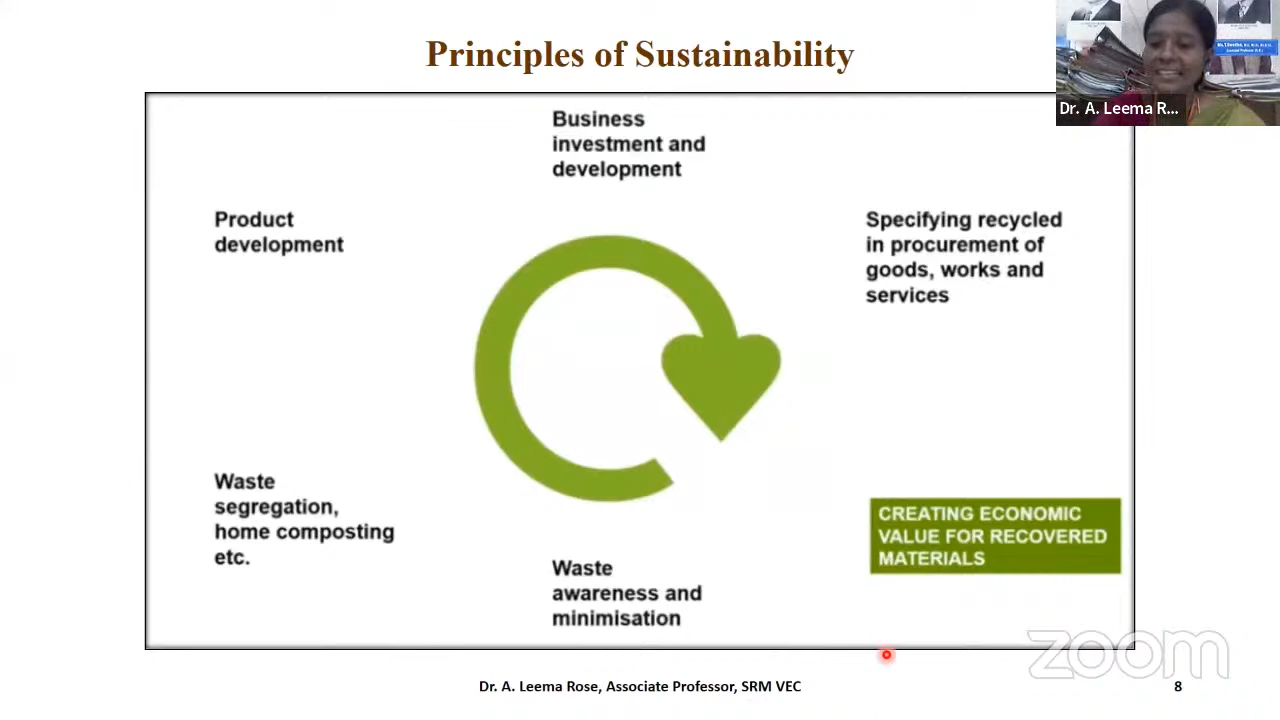 Principles of Sustainability
Dr. A. Leema R...
Business
investment and
development
Product
development
Specifying recycled
in procurement of
goods, works and
services
Waste
segregation,
home composting
etc.
CREATING ECONOMIC
VALUE FOR RECOVERED
MATERIALS
Waste
awareness and
minimisation
zoom
Dr. A. Leema Rose, Associate Professor, SRM VEC
8